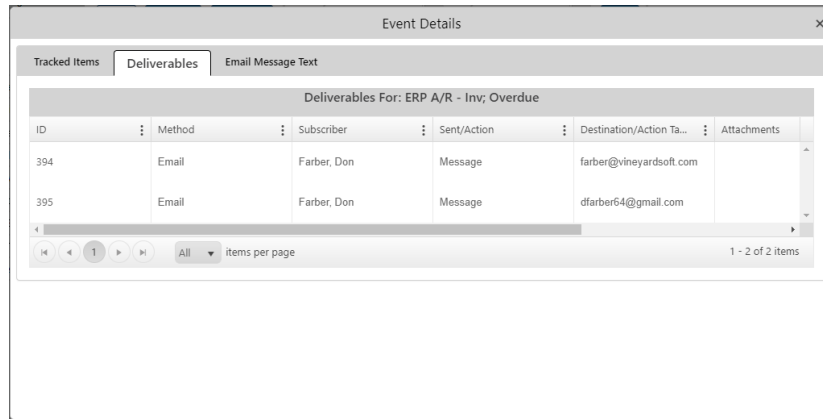 Event Details ×
Tracked Items Deliverables Email Message Text
Deliverables For: ERP A/R - Inv; Overdue
ID Method Subscriber Sent/Action Destination/Action Ta... Attachments
394 Email Farber, Don Message farber@vineyardsoft.com
395 Email Farber, Don Message dfarber64@gmail.com
1 All items per page 1 - 2 of 2 items